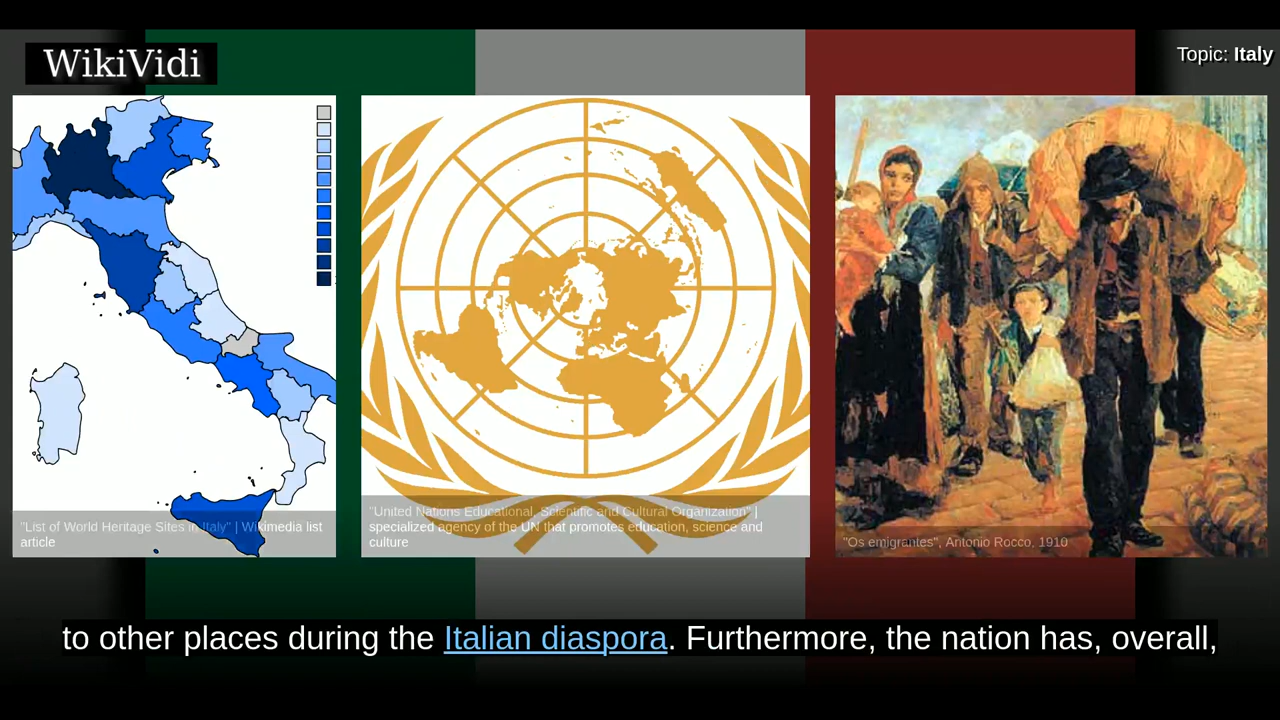 WikiVidi
Topic: Italy
"List of World Heritage Sites in Italy" | Wikimedia list
article
"United Nations Educational, Scientific and Cultural Organization" |
specialized agency of the UN that promotes education, science and
culture
"Os emigrantes", Antonio Rocco, 1910
to other places during the Italian diaspora. Furthermore, the nation has, overall,